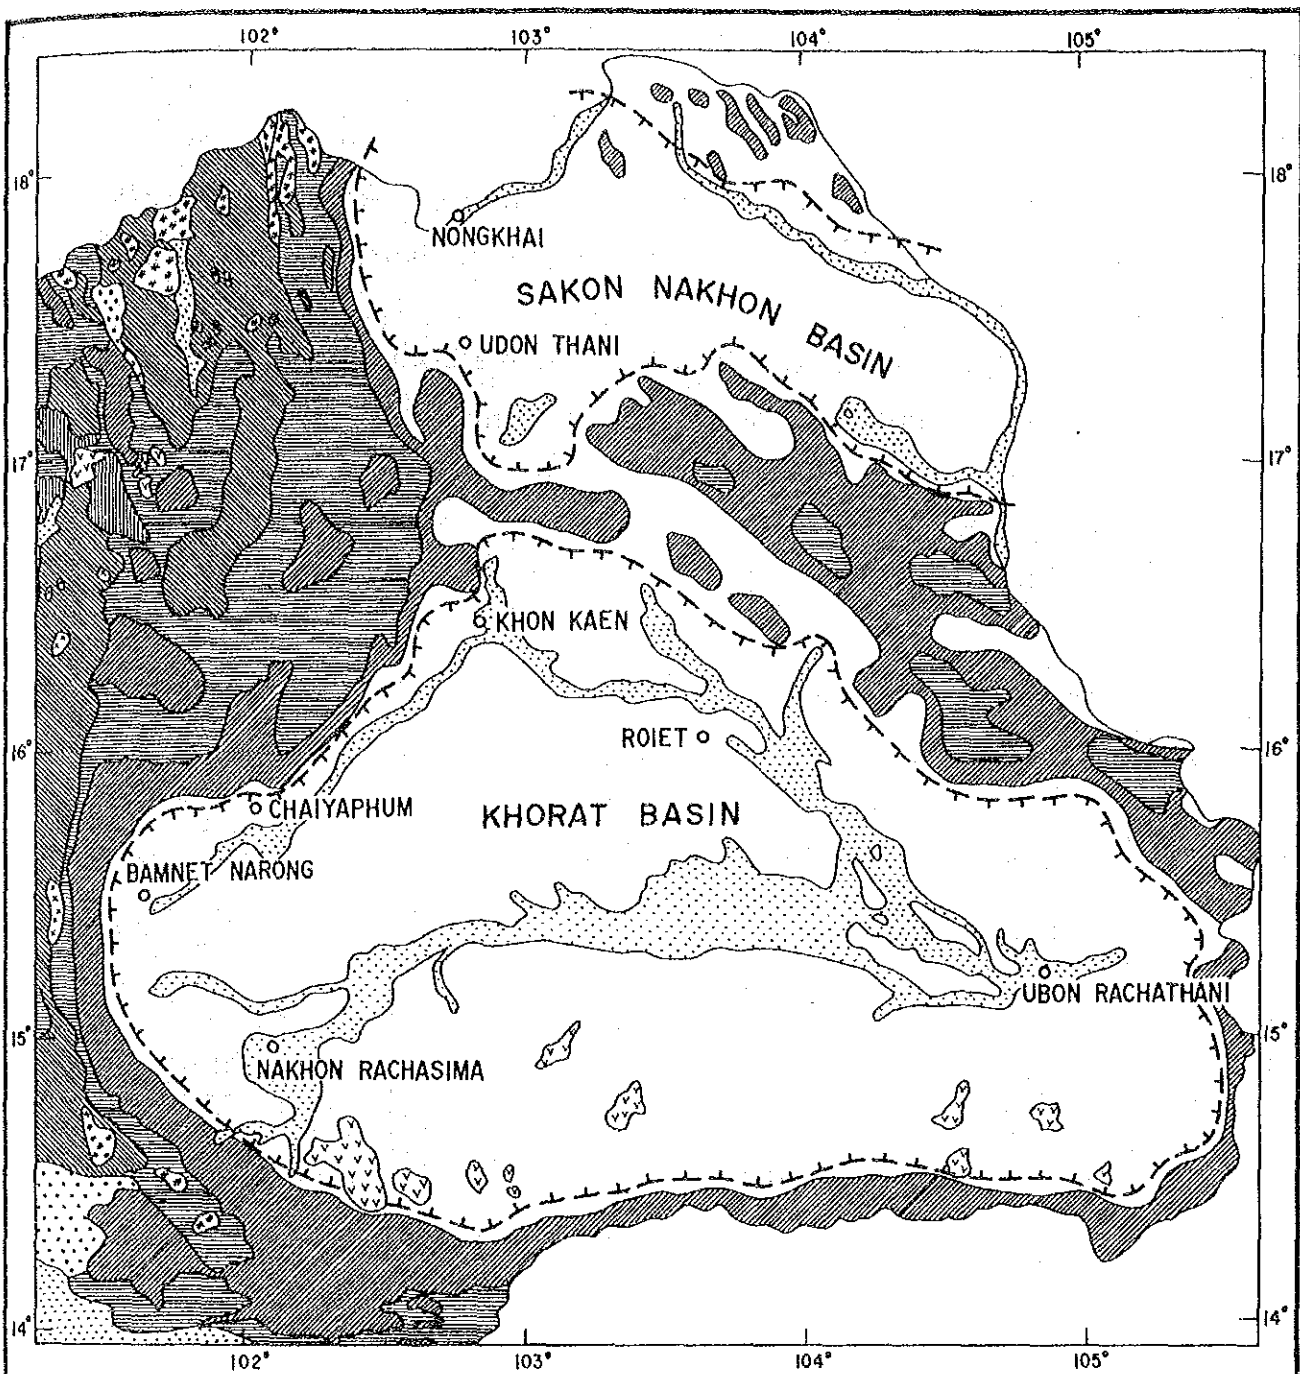 102° 103° 104° 105°
18° 18°
NONGKHAI
SAKON NAKHON BASIN
UDON THANI
17° 17°
KHON KAEN
ROIET
16° 16°
CHAIYAPHUM
KHORAT BASIN
BAMNET NARONG
UBON RACHATHANI
15° 15°
NAKHON RACHASIMA
14° 14°
102° 103° 104° 105°